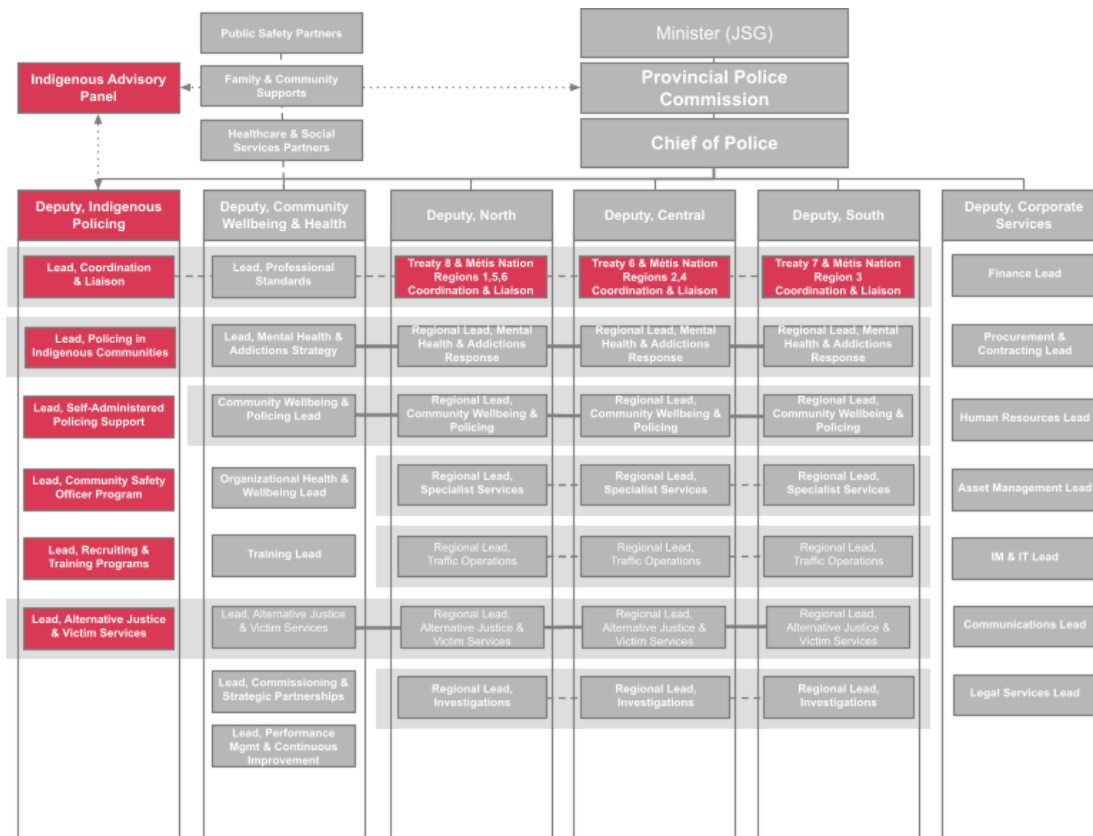 Public Safety Partners
Minister (JSG)
Indigenous Advisory
Panel
Family & Community
Supports
Provincial Police
Commission
Healthcare & Social
Services Partners
Chief of Police
Deputy, Indigenous
Policing
Deputy, Community
Wellbeing & Health
Deputy, North
Deputy, Central
Deputy, South
Deputy, Corporate
Services
Lead, Coordination
& Liaison
Lead, Professional
Standards
Treaty 8 & Métis Nation
Regions 1,5,6
Coordination & Liaison
Treaty 6 & Métis Nation
Regions 2,4
Coordination & Liaison
Treaty 7 & Métis Nation
Region 3
Coordination & Liaison
Finance Lead
Lead, Policing in
Indigenous Communities
Lead, Mental Health &
Addictions Strategy
Regional Lead, Mental
Health & Addictions
Response
Regional Lead, Mental
Health & Addictions
Response
Regional Lead, Mental
Health & Addictions
Response
Procurement &
Contracting Lead
Lead, Self-Administered
Policing Support
Community Wellbeing &
Policing Lead
Regional Lead,
Community Wellbeing &
Policing
Regional Lead,
Community Wellbeing &
Policing
Regional Lead,
Community Wellbeing &
Policing
Human Resources Lead
Lead, Community Safety
Officer Program
Organizational Health &
Wellbeing Lead
Regional Lead,
Specialist Services
Regional Lead,
Specialist Services
Regional Lead,
Specialist Services
Asset Management Lead
Lead, Recruiting &
Training Programs
Training Lead
Regional Lead,
Traffic Operations
Regional Lead,
Traffic Operations
Regional Lead,
Traffic Operations
IM & IT Lead
Lead, Alternative Justice
& Victim Services
Lead, Alternative Justice
& Victim Services
Regional Lead,
Alternative Justice &
Victim Services
Regional Lead,
Alternative Justice &
Victim Services
Regional Lead,
Alternative Justice &
Victim Services
Communications Lead
Lead, Commissioning &
Strategic Partnerships
Regional Lead,
Investigations
Regional Lead,
Investigations
Regional Lead,
Investigations
Legal Services Lead
Lead, Performance
Mgmt & Continuous
Improvement